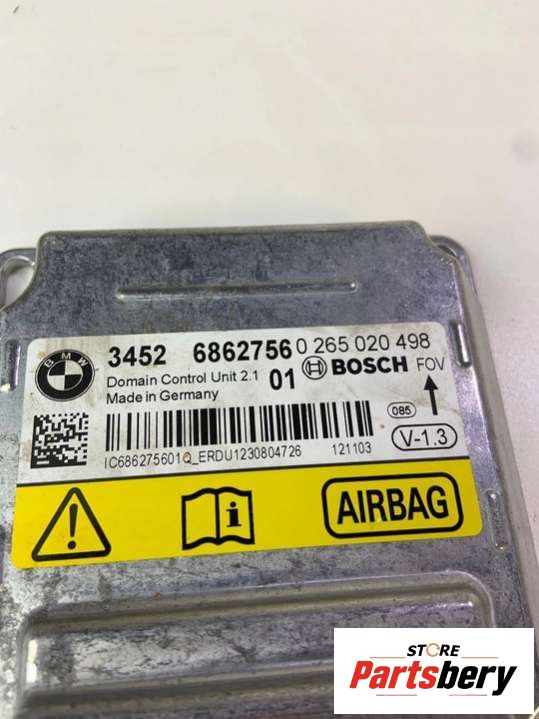 BMW
3452 6862756 0 265 020 498
Domain Control Unit 2.1 01 BOSCH FOV
Made in Germany
085
V-1.3
IC686275601Q_ERDU1230804726 121103
AIRBAG
STORE
Partsbery